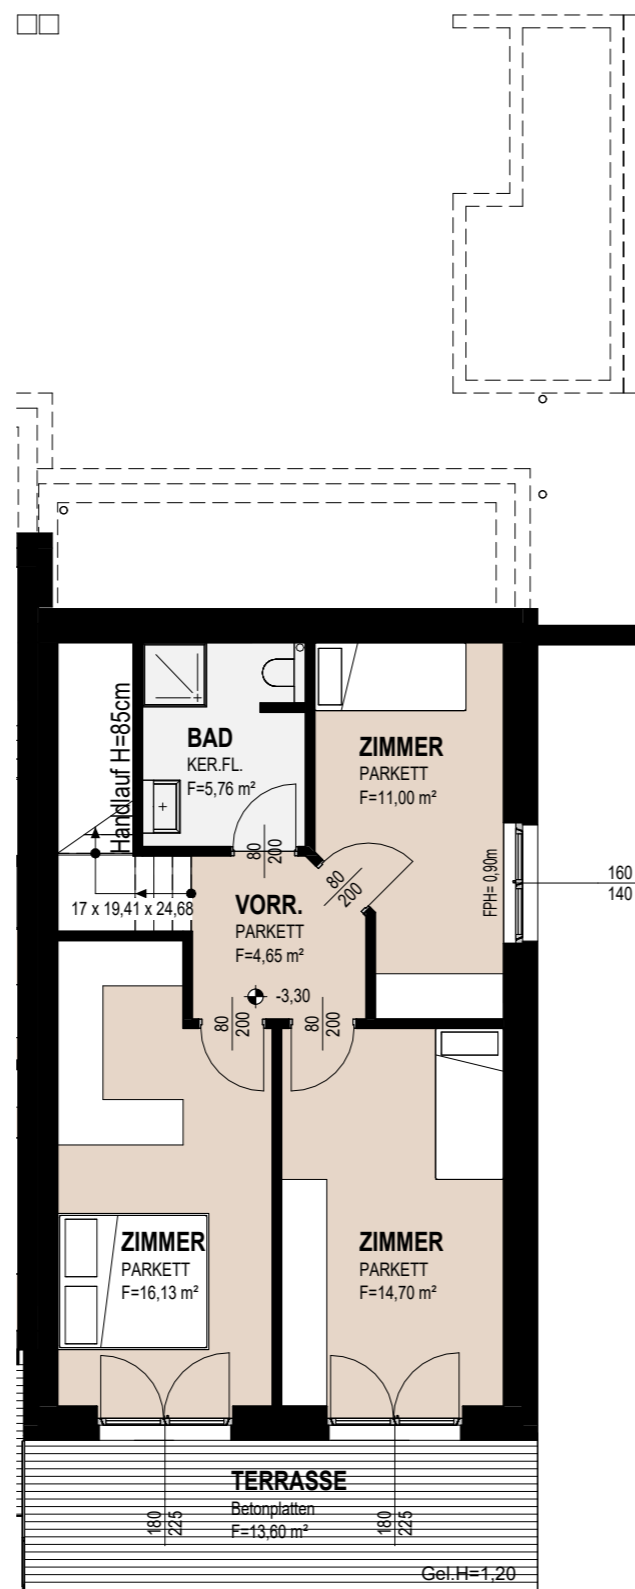 Handlauf H=85cm
BAD
KER.FL.
F=5,76 m²
80
200
ZIMMER
PARKETT
F=11,00 m²
80
200
FPH= 0,90m
160
140
17 x 19,41 x 24,68
VORR.
PARKETT
F=4,65 m²
-3,30
80
200
80
200
ZIMMER
PARKETT
F=16,13 m²
ZIMMER
PARKETT
F=14,70 m²
TERRASSE
Betonplatten
F=13,60 m²
180
225
180
225
Gel.H=1,20